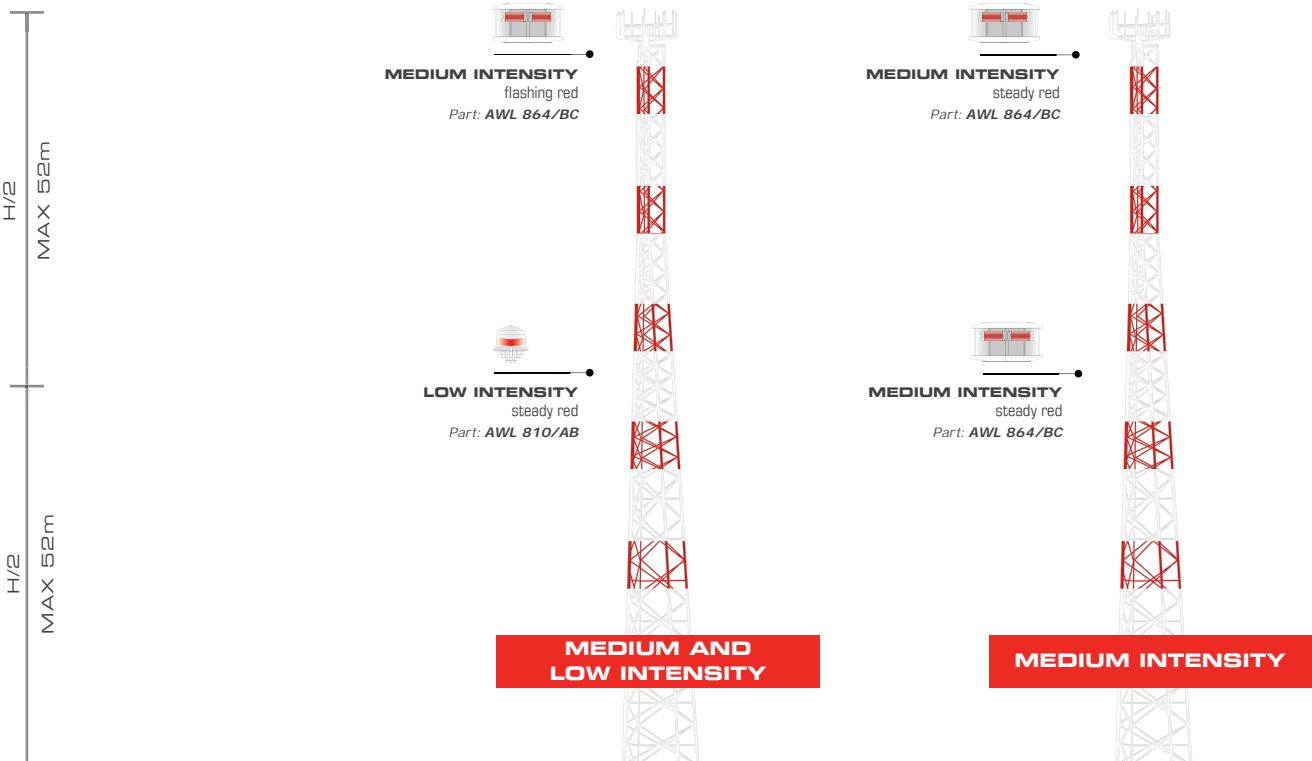 H/2
MAX 52m
MEDIUM INTENSITY
flashing red
Part: AWL 864/BC
MEDIUM INTENSITY
steady red
Part: AWL 864/BC
LOW INTENSITY
steady red
Part: AWL 810/AB
MEDIUM INTENSITY
steady red
Part: AWL 864/BC
H/2
MAX 52m
MEDIUM AND
LOW INTENSITY
MEDIUM INTENSITY